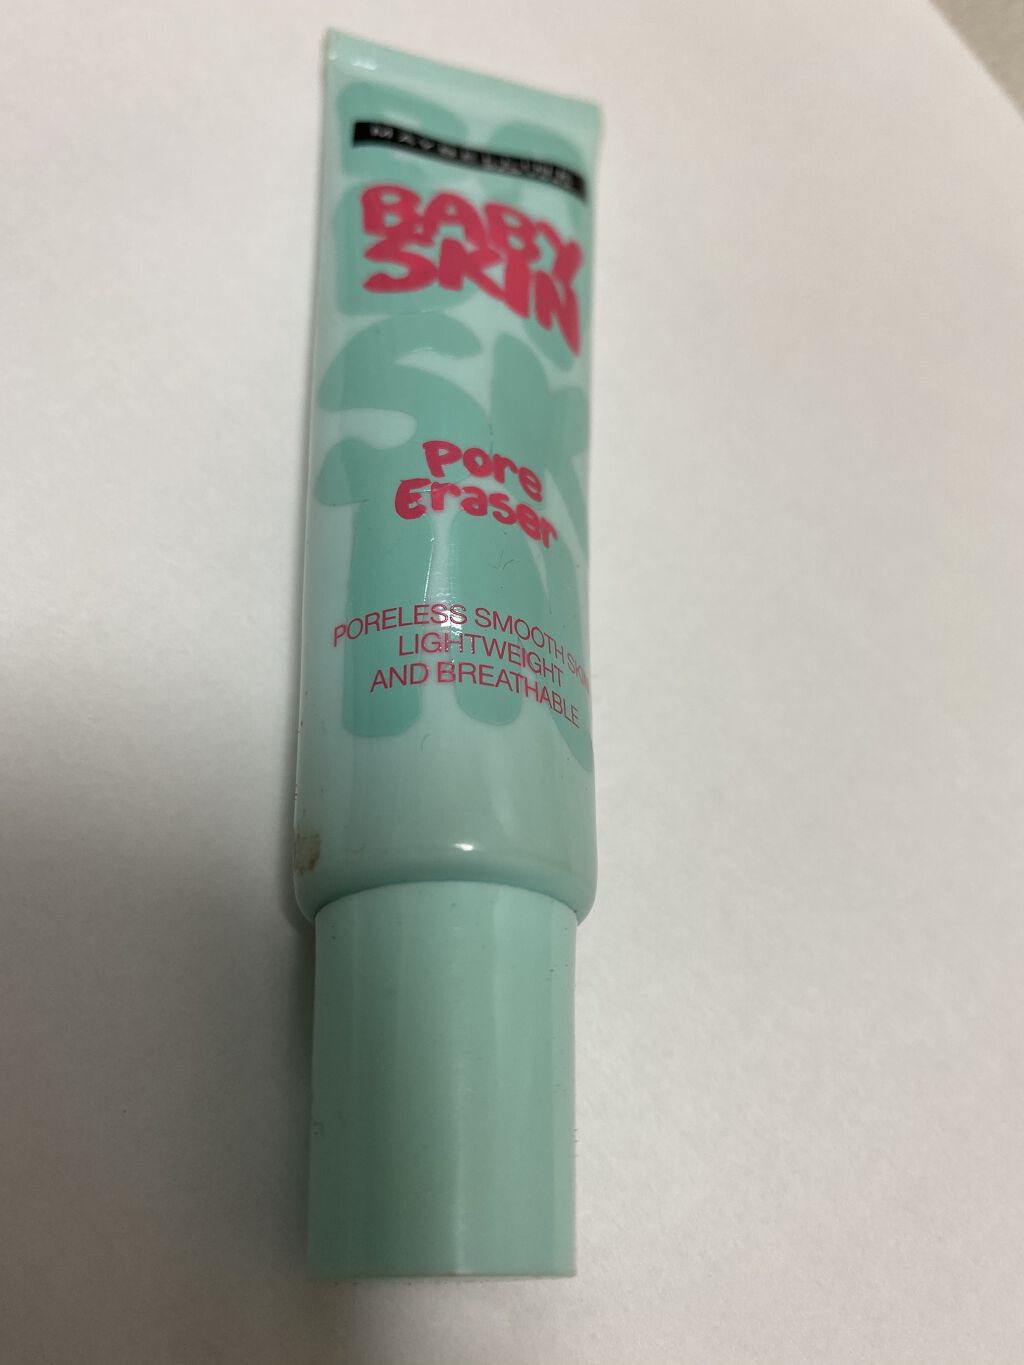 MAYBELLINE
BABY
SKIN
Pore
Eraser
PORELESS SMOOTH SKIN
LIGHTWEIGHT
AND BREATHABLE